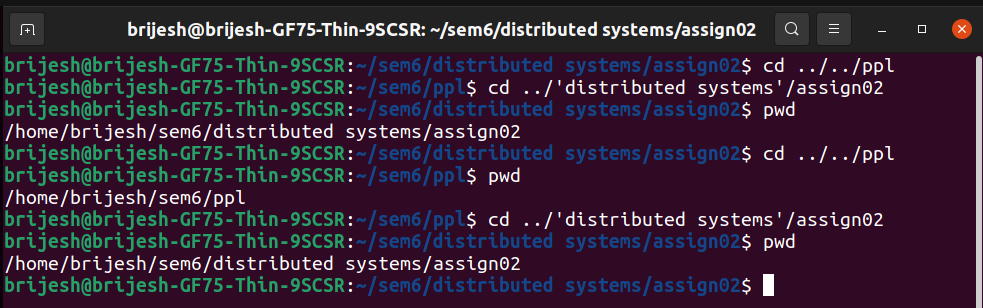 brijesh@brijesh-GF75-Thin-9SCSR: ~/sem6/distributed systems/assign02
brijesh@brijesh-GF75-Thin-9SCSR:~/sem6/distributed systems/assign02$ cd ../../ppl
brijesh@brijesh-GF75-Thin-9SCSR:~/sem6/ppl$ cd ../'distributed systems'/assign02
brijesh@brijesh-GF75-Thin-9SCSR:~/sem6/distributed systems/assign02$ pwd
/home/brijesh/sem6/distributed systems/assign02
brijesh@brijesh-GF75-Thin-9SCSR:~/sem6/distributed systems/assign02$ cd ../../ppl
brijesh@brijesh-GF75-Thin-9SCSR:~/sem6/ppl$ pwd
/home/brijesh/sem6/ppl
brijesh@brijesh-GF75-Thin-9SCSR:~/sem6/ppl$ cd ../'distributed systems'/assign02
brijesh@brijesh-GF75-Thin-9SCSR:~/sem6/distributed systems/assign02$ pwd
/home/brijesh/sem6/distributed systems/assign02
brijesh@brijesh-GF75-Thin-9SCSR:~/sem6/distributed systems/assign02$